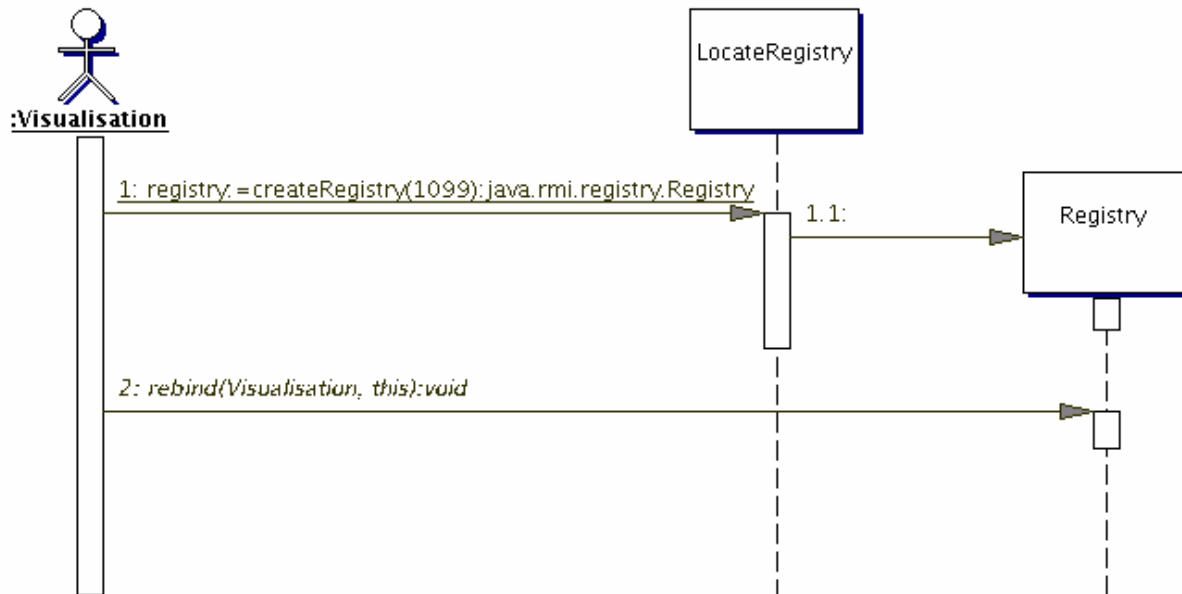 LocateRegistry
:Visualisation
1: registry:=createRegistry(1099):java.rmi.registry.Registry
1.1:
Registry
2: rebind(Visualisation, this):void